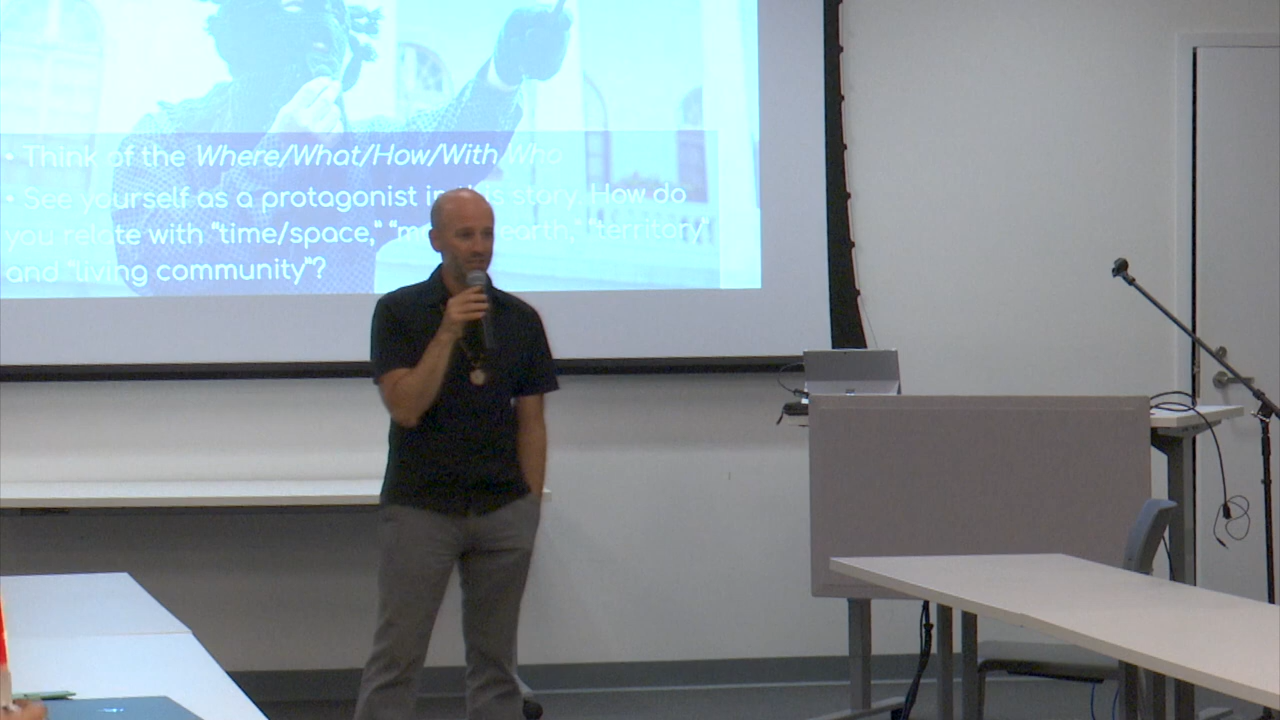 • Think of the Where/What/How/With Who
• See yourself as a protagonist in this story. How do
you relate with “time/space,” “mo earth,” “territory”
and “living community”?